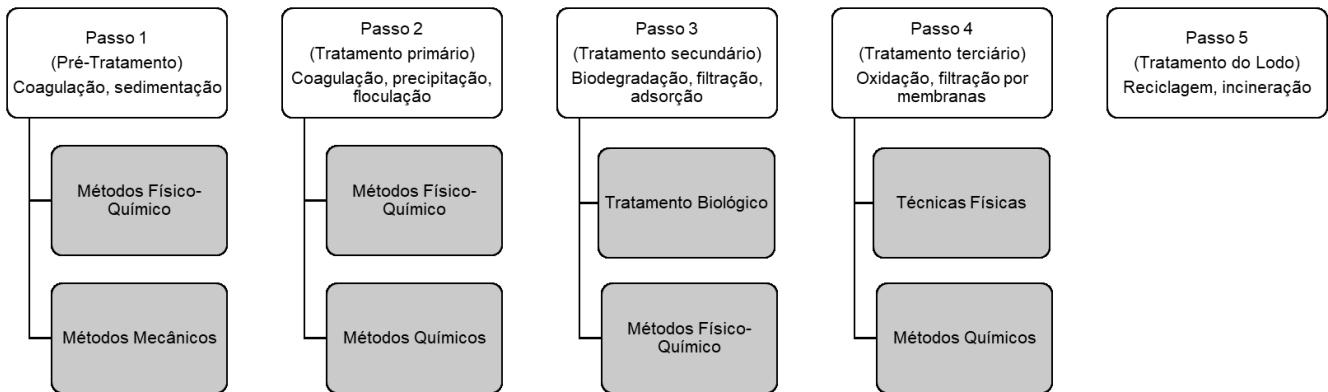 Passo 1
(Pré-Tratamento)
Coagulação, sedimentação
Métodos Físico-
Químico
Métodos Mecânicos
Passo 2
(Tratamento primário)
Coagulação, precipitação,
floculação
Métodos Físico-
Químico
Métodos Químicos
Passo 3
(Tratamento secundário)
Biodegradação, filtração,
adsorção
Tratamento Biológico
Métodos Físico-
Químico
Passo 4
(Tratamento terciário)
Oxidação, filtração por
membranas
Técnicas Físicas
Métodos Químicos
Passo 5
(Tratamento do Lodo)
Reciclagem, incineração